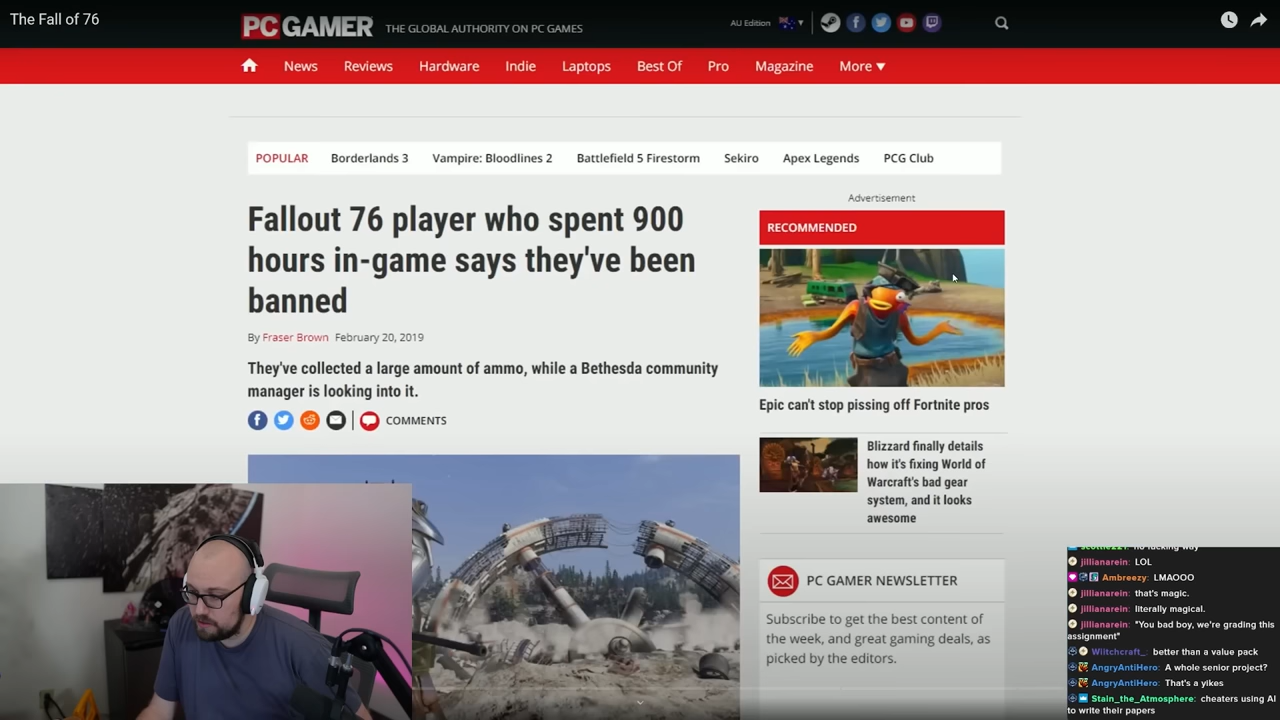 The Fall of 76
PC GAMER
THE GLOBAL AUTHORITY ON PC GAMES
AU Edition
News Reviews Hardware Indie Laptops Best Of Pro Magazine More
POPULAR Borderlands 3 Vampire: Bloodlines 2 Battlefield 5 Firestorm Sekiro Apex Legends PCG Club
Fallout 76 player who spent 900
hours in-game says they've been
banned
By Fraser Brown February 20, 2019
They've collected a large amount of ammo, while a Bethesda community
manager is looking into it.
COMMENTS
Advertisement
RECOMMENDED
Epic can't stop pissing off Fortnite pros
Blizzard finally details
how it's fixing World of
Warcraft's bad gear
system, and it looks
awesome
PC GAMER NEWSLETTER
Subscribe to get the best content of
the week, and great gaming deals, as
picked by the editors.
no fucking way
jillianarein: LOL
Ambreezy: LMAOOO
jillianarein: that's magic.
jillianarein: literally magical.
jillianarein: "You bad boy, we're grading this
assignment"
Wiitchcraft_: better than a value pack
AngryAntiHero: A whole senior project?
AngryAntiHero: That's a yikes
Stain_the_Atmosphere: cheaters using AI
to write their papers